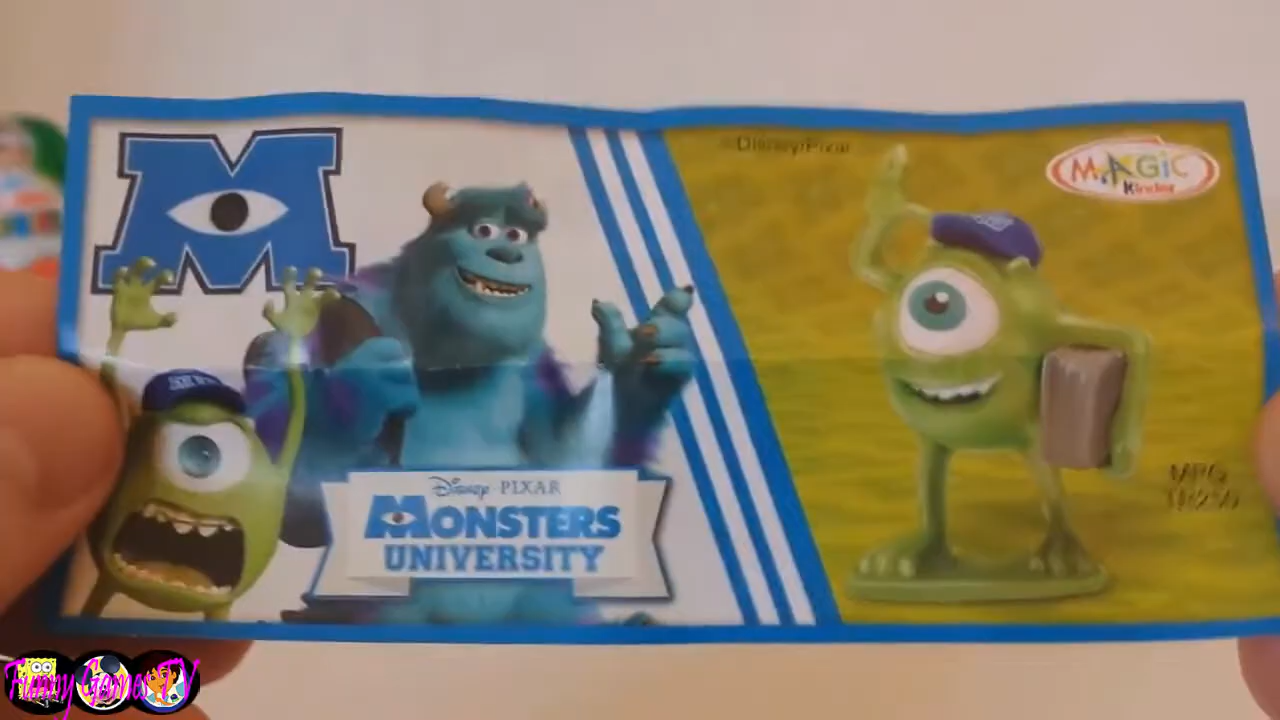 ©Disney/Pixar
MAGiC
Kinder
Disney · PIXAR
MONSTERS
UNIVERSITY
Funny Games TV